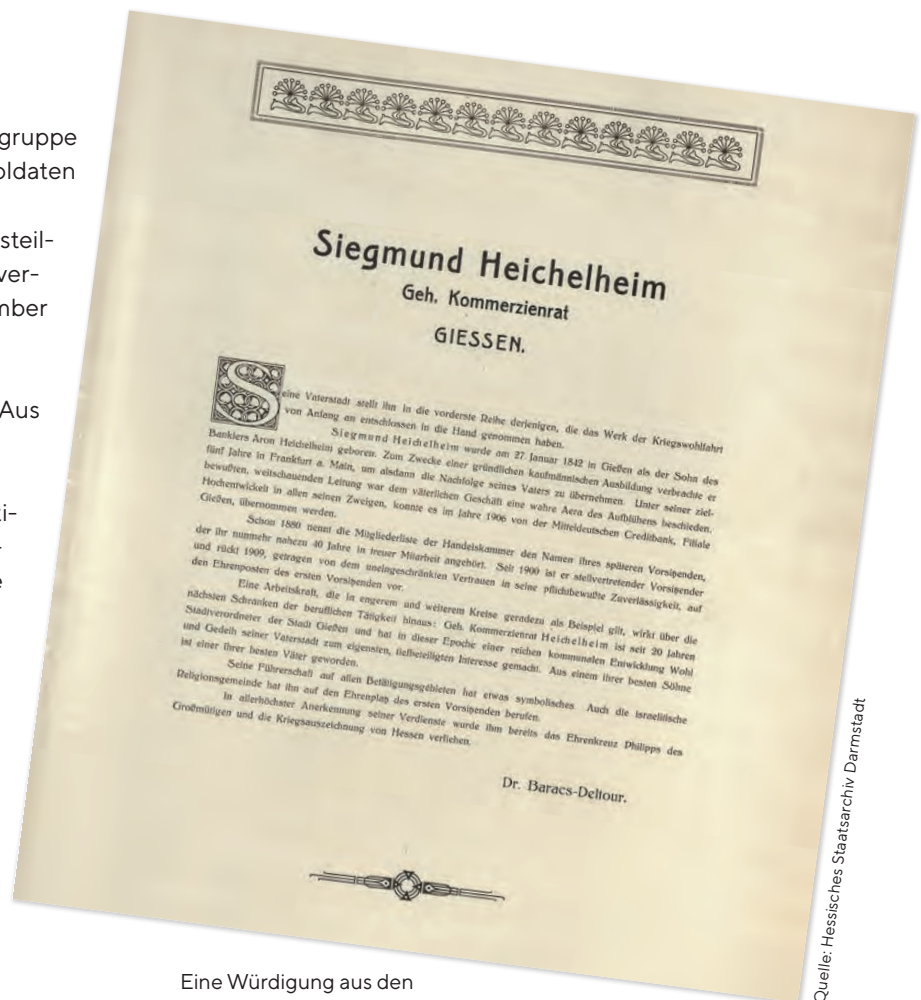 gruppe
oldaten
steil-
ver-
mber
Aus
ki-
e
Siegmund Heichelheim
Geh. Kommerzienrat
GIESSEN.
Seine Vaterstadt stellt ihn in die vorderste Reihe derjenigen, die das Werk der Kriegswohlfahrt
von Anfang an entschlossen in die Hand genommen haben.
Siegmund Heichelheim wurde am 27 Januar 1842 in Gießen als der Sohn des
Bankiers Aron Heichelheim geboren. Zum Zwecke einer gründlichen kaufmännischen Ausbildung verbrachte er
fünf Jahre in Frankfurt a. Main, um alsdann die Nachfolge seines Vaters zu übernehmen. Unter seiner ziel-
bewußten, weitschauenden Leitung war dem väterlichen Geschäft eine wahre Aera des Aufblühens beschieden.
Hochentwickelt in allen seinen Zweigen, konnte es im Jahre 1906 von der Mitteldeutschen Creditbank, Filiale
Gießen, übernommen werden.
Schon 1880 nennt die Mitgliederliste der Handelskammer den Namen ihres späteren Vorsitzenden,
der ihr nunmehr nahezu 40 Jahre in treuer Mitarbeit angehört. Seit 1900 ist er stellvertretender Vorsitzender
und rückt 1909, getragen von dem uneingeschränkten Vertrauen in seine pflichtbewußte Zuverlässigkeit, auf
den Ehrenposten des ersten Vorsitzenden vor.
Eine Arbeitskraft, die in engerem und weiterem Kreise geradezu als Beispiel gilt, wirkt über die
nächsten Schranken der beruflichen Tätigkeit hinaus: Geh. Kommerzienrat Heichelheim ist seit 20 Jahren
Stadtverordneter der Stadt Gießen und hat in dieser Epoche einer reichen kommunalen Entwicklung Wohl
und Gedeih seiner Vaterstadt zum eigensten, tiefbeteiligten Interesse gemacht. Aus einem ihrer besten Söhne
ist einer ihrer besten Väter geworden.
Seine Führerschaft auf allen Betätigungsgebieten hat etwas symbolisches. Auch die israelitische
Religionsgemeinde hat ihn auf den Ehrenplatz des ersten Vorsitzenden berufen.
In allerhöchster Anerkennung seiner Verdienste wurde ihm bereits das Ehrenkreuz Philipps des
Großmütigen und die Kriegsauszeichnung von Hessen verliehen.
Dr. Baracs-Deltour.
Quelle: Hessisches Staatsarchiv Darmstadt
Eine Würdigung aus den